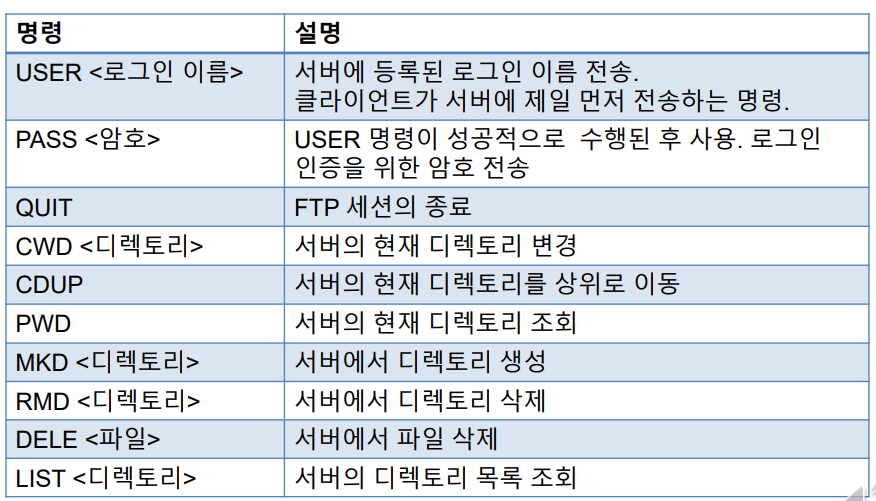 명령 설명
USER <로그인 이름> 서버에 등록된 로그인 이름 전송.
클라이언트가 서버에 제일 먼저 전송하는 명령.
PASS <암호> USER 명령이 성공적으로 수행된 후 사용. 로그인
인증을 위한 암호 전송
QUIT FTP 세션의 종료
CWD <디렉토리> 서버의 현재 디렉토리 변경
CDUP 서버의 현재 디렉토리를 상위로 이동
PWD 서버의 현재 디렉토리 조회
MKD <디렉토리> 서버에서 디렉토리 생성
RMD <디렉토리> 서버에서 디렉토리 삭제
DELE <파일> 서버에서 파일 삭제
LIST <디렉토리> 서버의 디렉토리 목록 조회